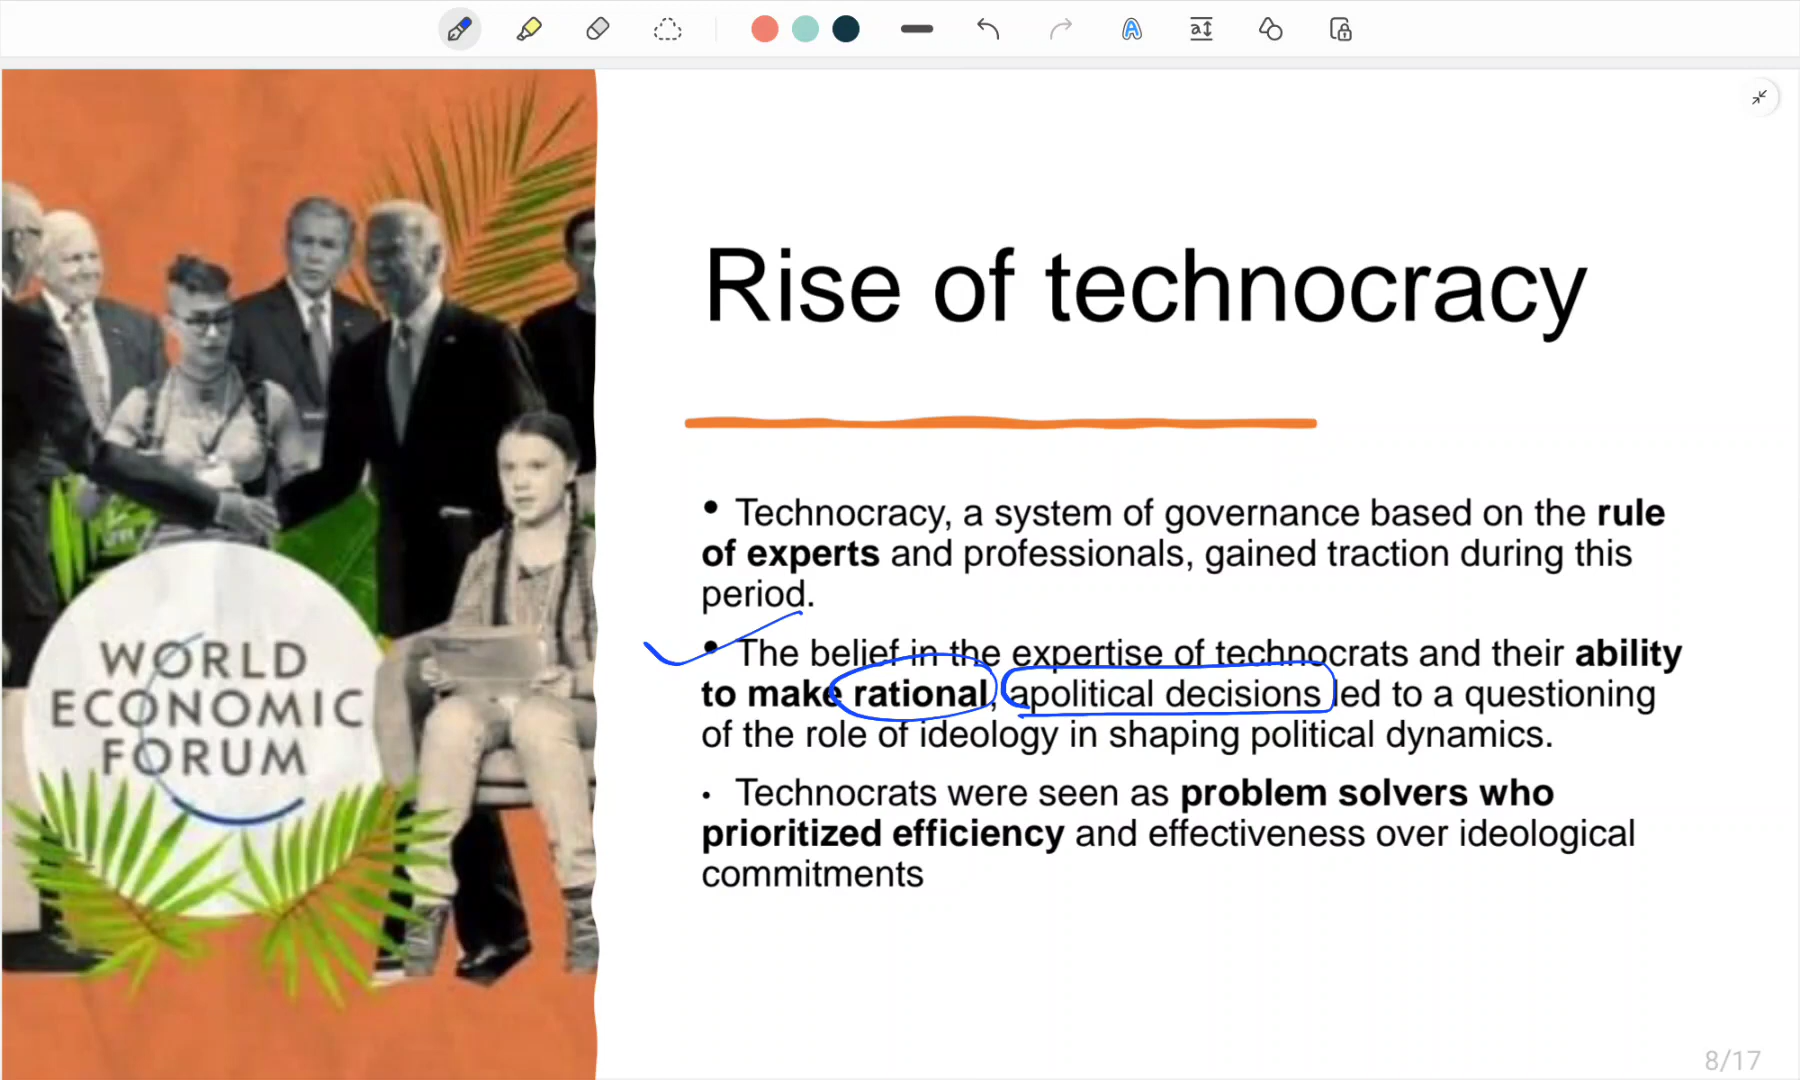 WORLD
ECONOMIC
FORUM
Rise of technocracy
• Technocracy, a system of governance based on the rule
of experts and professionals, gained traction during this
period.
• The belief in the expertise of technocrats and their ability
to make rational, apolitical decisions led to a questioning
of the role of ideology in shaping political dynamics.
• Technocrats were seen as problem solvers who
prioritized efficiency and effectiveness over ideological
commitments
8/17